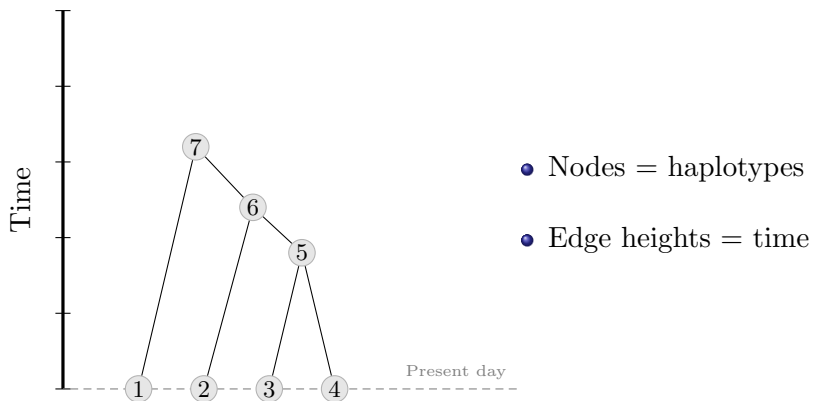 Time
7
6
5
1
2
3
4
Present day
Nodes = haplotypes
Edge heights = time